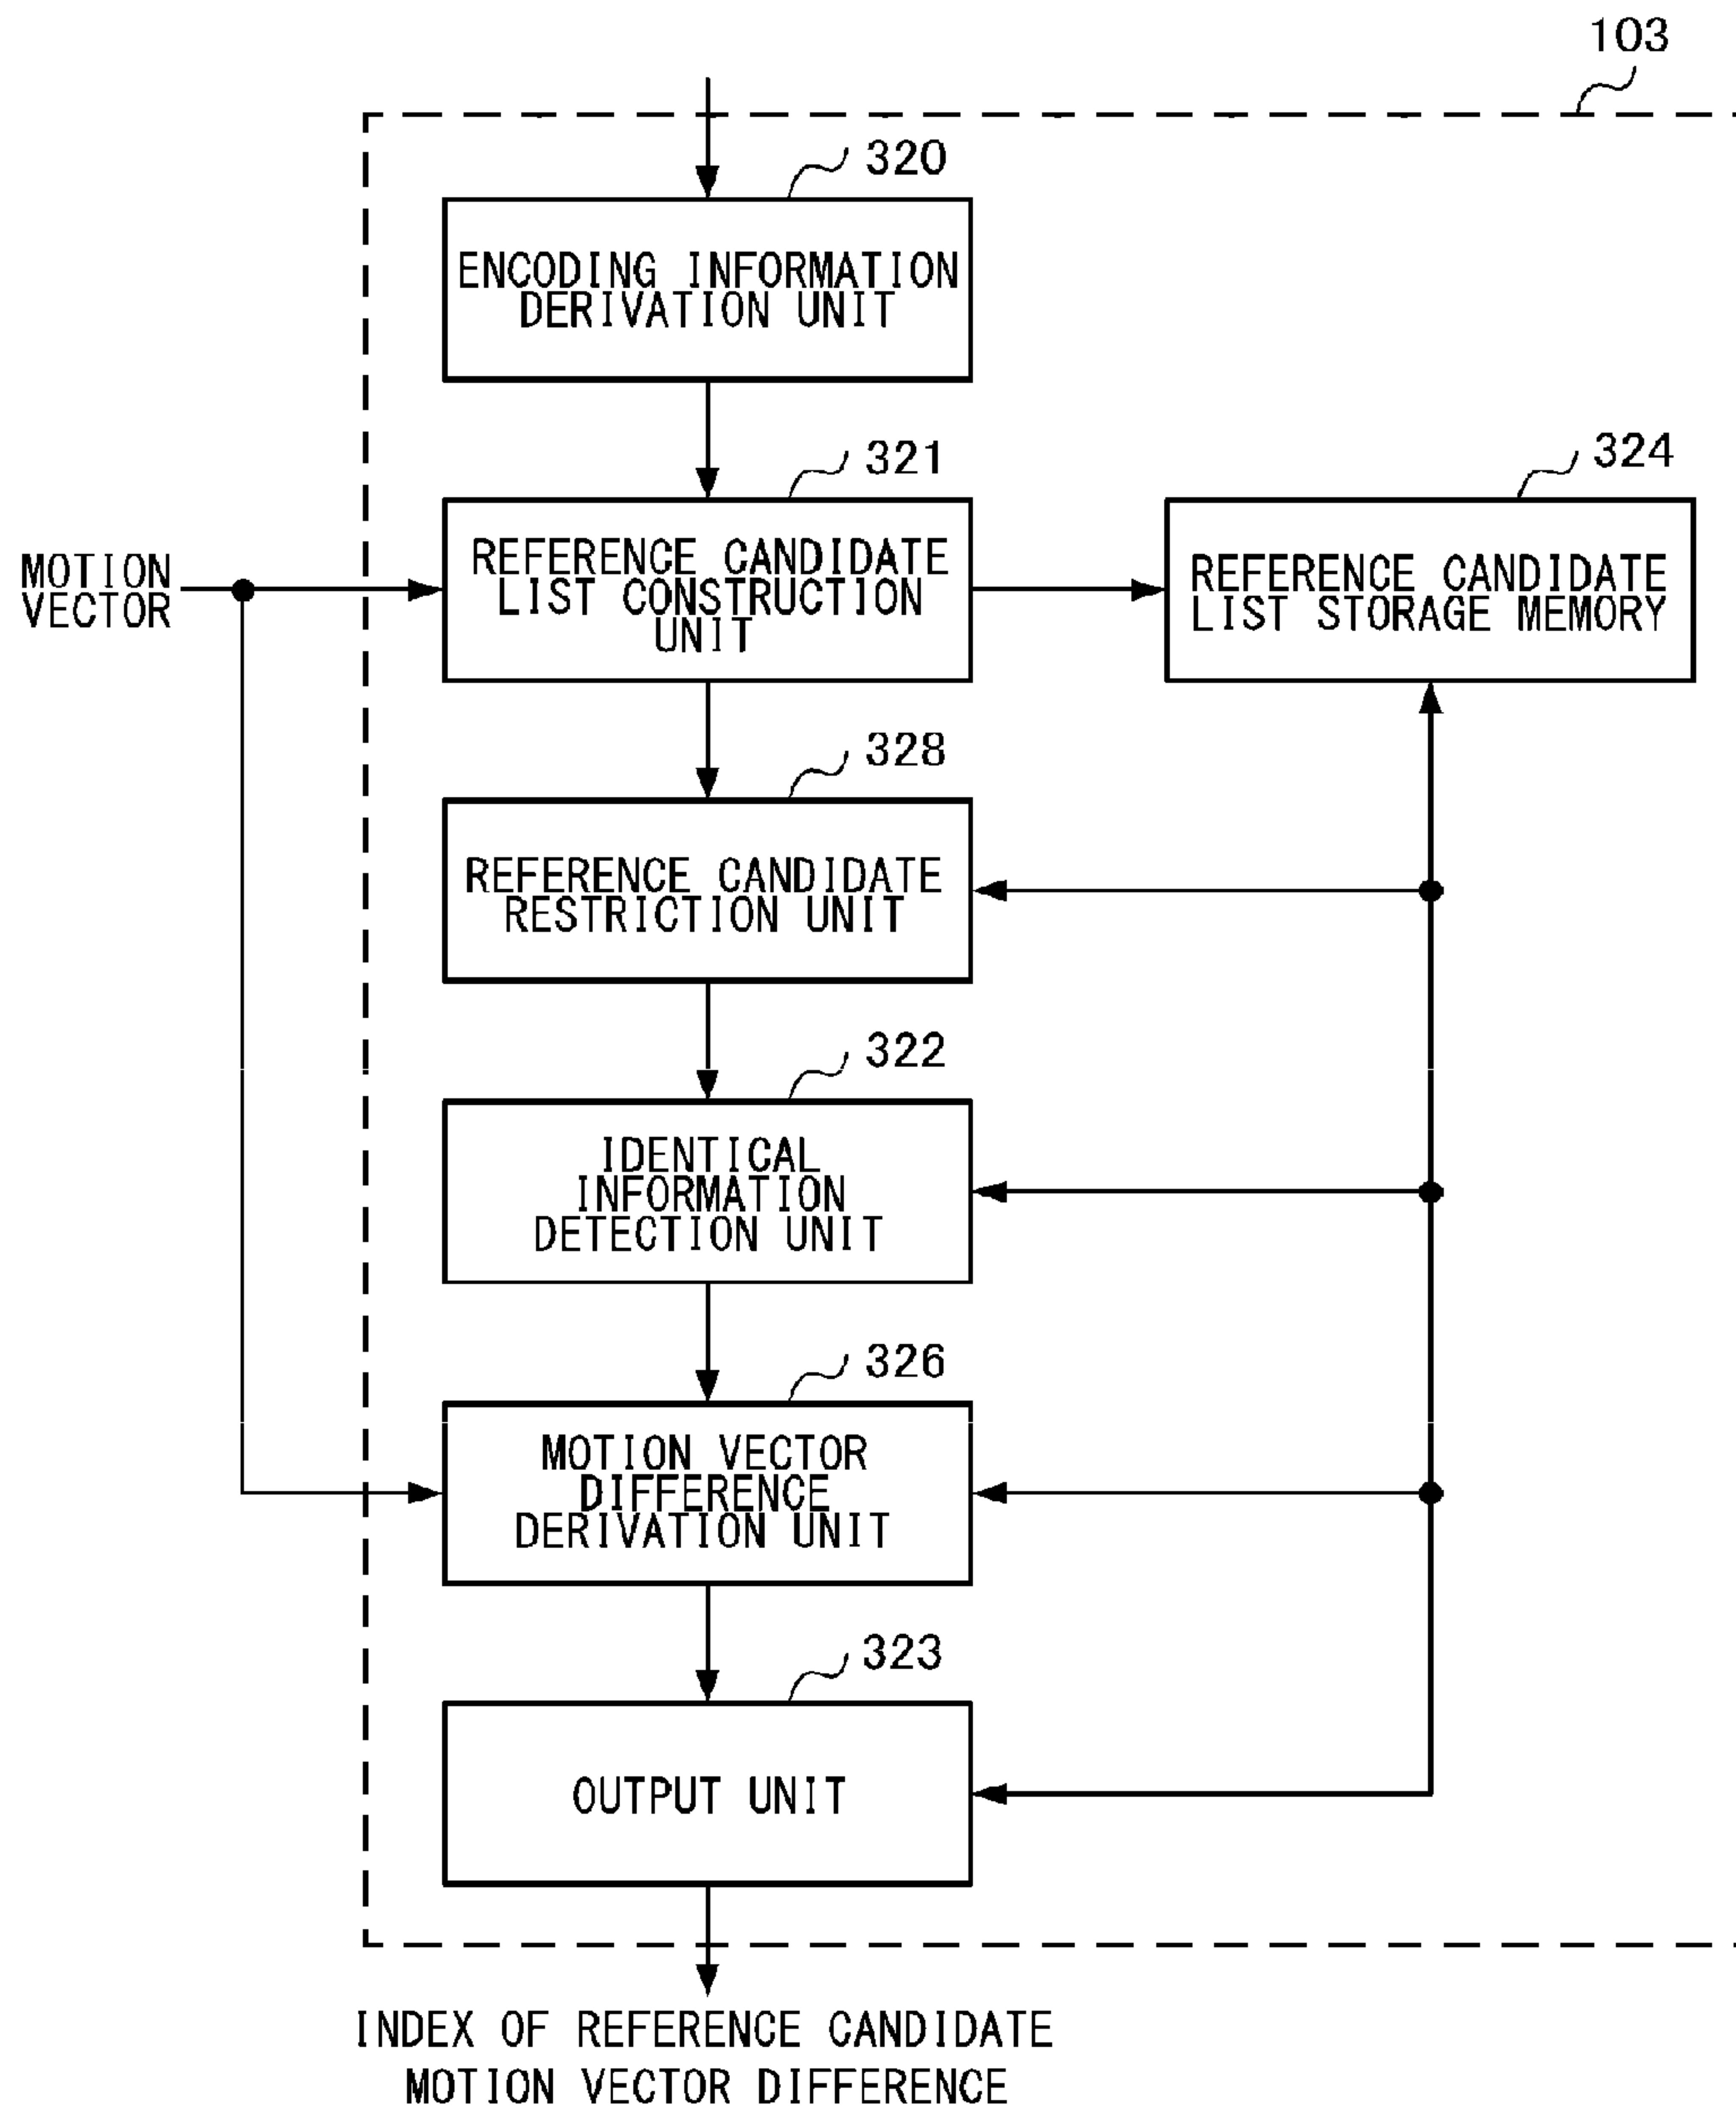 103
320
ENCODING INFORMATION
DERIVATION UNIT
321
324
MOTION
VECTOR
REFERENCE CANDIDATE
LIST CONSTRUCTION
UNIT
REFERENCE CANDIDATE
LIST STORAGE MEMORY
328
REFERENCE CANDIDATE
RESTRICTION UNIT
322
IDENTICAL
INFORMATION
DETECTION UNIT
326
MOTION VECTOR
DIFFERENCE
DERIVATION UNIT
323
OUTPUT UNIT
INDEX OF REFERENCE CANDIDATE
MOTION VECTOR DIFFERENCE